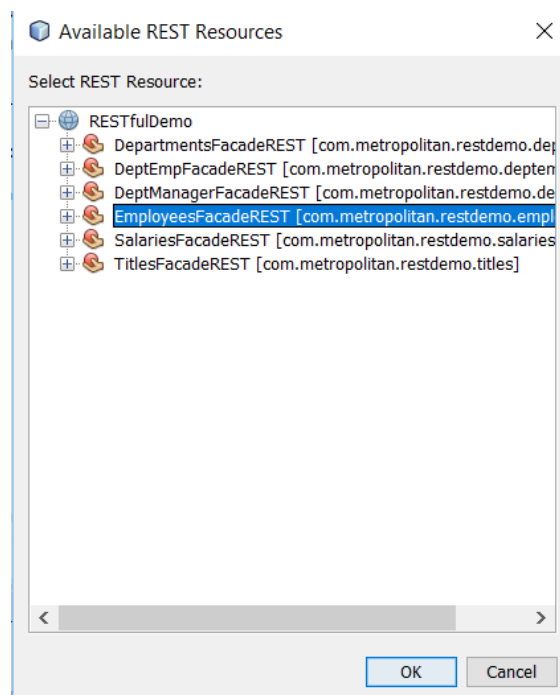 Available REST Resources
Select REST Resource:
RESTfulDemo
DepartmentsFacadeREST [com.metropolitan.restdemo.dep
DeptEmpFacadeREST [com.metropolitan.restdemo.deptem
DeptManagerFacadeREST [com.metropolitan.restdemo.de
EmployeesFacadeREST [com.metropolitan.restdemo.empl
SalariesFacadeREST [com.metropolitan.restdemo.salaries
TitlesFacadeREST [com.metropolitan.restdemo.titles]
OK Cancel